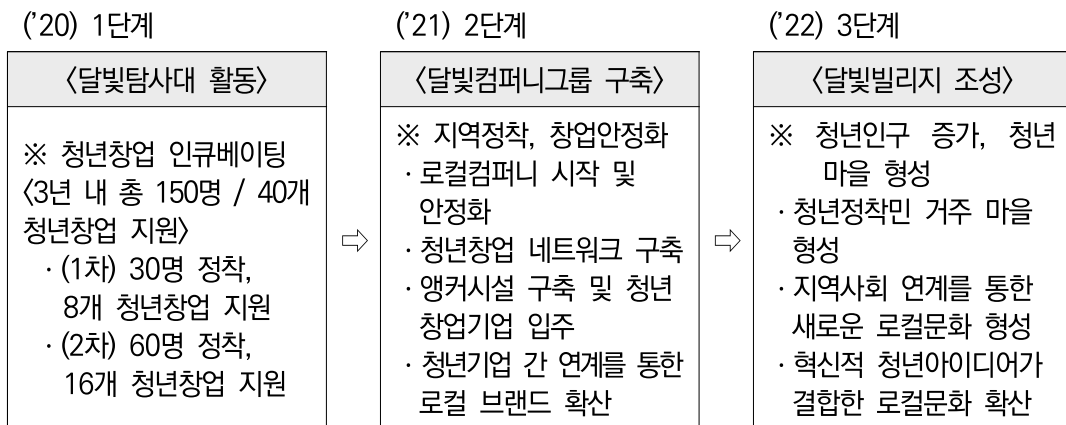 ('20) 1단계
〈달빛탐사대 활동〉
※ 청년창업 인큐베이팅
〈3년 내 총 150명 / 40개
청년창업 지원〉
· (1차) 30명 정착,
8개 청년창업 지원
· (2차) 60명 정착,
16개 청년창업 지원
⇨
('21) 2단계
〈달빛컴퍼니그룹 구축〉
※ 지역정착, 창업안정화
· 로컬컴퍼니 시작 및
안정화
· 청년창업 네트워크 구축
· 앵커시설 구축 및 청년
창업기업 입주
· 청년기업 간 연계를 통한
로컬 브랜드 확산
⇨
('22) 3단계
〈달빛빌리지 조성〉
※ 청년인구 증가, 청년
마을 형성
· 청년정착민 거주 마을
형성
· 지역사회 연계를 통한
새로운 로컬문화 형성
· 혁신적 청년아이디어가
결합한 로컬문화 확산